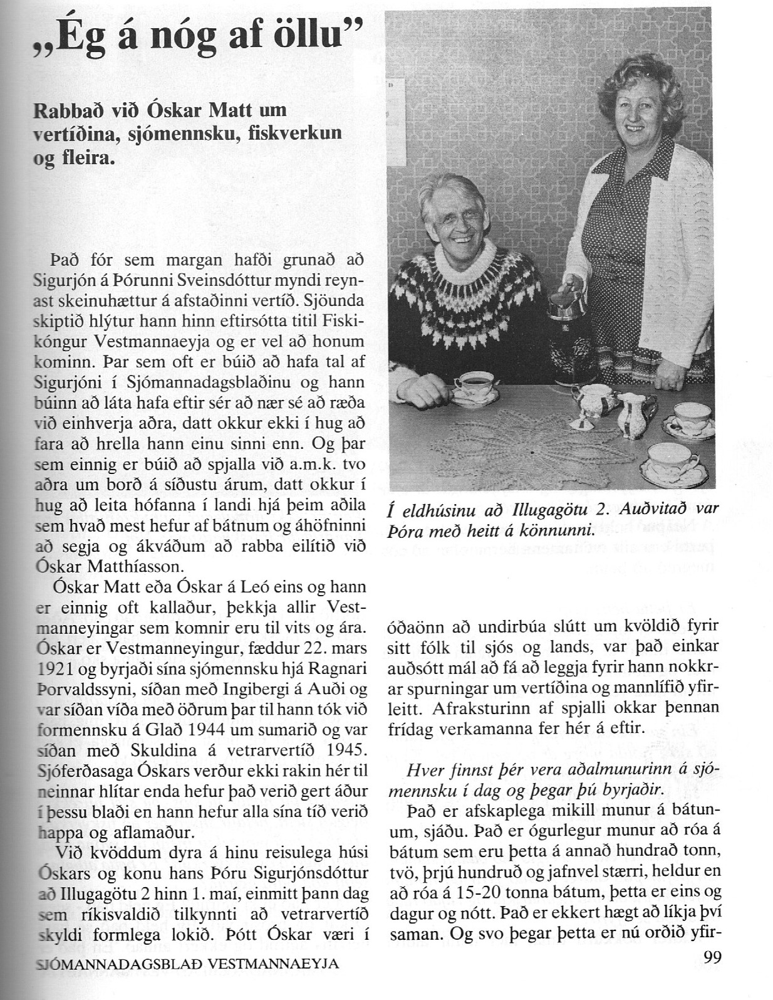 „Ég á nóg af öllu”
Rabbað við Óskar Matt um
vertíðina, sjómennsku, fiskverkun
og fleira.
Það fór sem margan hafði grunað að
Sigurjón á Þórunni Sveinsdóttur myndi reyn-
ast skeinuhættur á afstaðinni vertíð. Sjöunda
skiptið hlýtur hann hinn eftirsótta titil Fiski-
kóngur Vestmannaeyja og er vel að honum
kominn. Þar sem oft er búið að hafa tal af
Sigurjóni í Sjómannadagsblaðinu og hann
búinn að láta hafa eftir sér að nær sé að ræða
við einhverja aðra, datt okkur ekki í hug að
fara að hrella hann einu sinni enn. Og þar
sem einnig er búið að spjalla við a.m.k. tvo
aðra um borð á síðustu árum, datt okkur í
hug að leita hófanna í landi hjá þeim aðila
sem hvað mest hefur af bátnum og áhöfninni
að segja og ákváðum að rabba eilítið við
Óskar Matthíasson.
Óskar Matt eða Óskar á Leó eins og hann
er einnig oft kallaður, þekkja allir Vest-
manneyingar sem komnir eru til vits og ára.
Óskar er Vestmanneyingur, fæddur 22. mars
1921 og byrjaði sína sjómennsku hjá Ragnari
Þorvaldssyni, síðan með Ingibergi á Auði og
var síðan víða með öðrum þar til hann tók við
formennsku á Glað 1944 um sumarið og var
síðan með Skuldina á vetrarvertíð 1945.
Sjóferðasaga Óskars verður ekki rakin hér til
neinnar hlítar enda hefur það verið gert áður
í þessu blaði en hann hefur alla sína tíð verið
happa og aflamaður.
Við kvöddum dyra á hinu reisulega húsi
Óskars og konu hans Þóru Sigurjónsdóttur
að Illugagötu 2 hinn 1. maí, einmitt þann dag
sem ríkisvaldið tilkynnti að vetrarvertíð
skyldi formlega lokið. Þótt Óskar væri í
Í eldhúsinu að Illugagötu 2. Auðvitað var
Þóra með heitt á könnunni.
óðaönn að undirbúa slútt um kvöldið fyrir
sitt fólk til sjós og lands, var það einkar
auðsótt mál að fá að leggja fyrir hann nokkr-
ar spurningar um vertíðina og mannlífið yfir-
leitt. Afraksturinn af spjalli okkar þennan
frídag verkamanna fer hér á eftir.
Hver finnst þér vera aðalmunurinn á sjó-
mennsku í dag og þegar þú byrjaðir.
Það er afskaplega mikill munur á bátun-
um, sjáðu. Það er ógurlegur munur að róa á
bátum sem eru þetta á annað hundrað tonn,
tvö, þrjú hundruð og jafnvel stærri, heldur en
að róa á 15-20 tonna bátum, þetta er eins og
dagur og nótt. Það er ekkert hægt að líkja því
saman. Og svo þegar þetta er nú orðið yfir-
SJÓMANNADAGSBLAÐ VESTMANNAEYJA
99